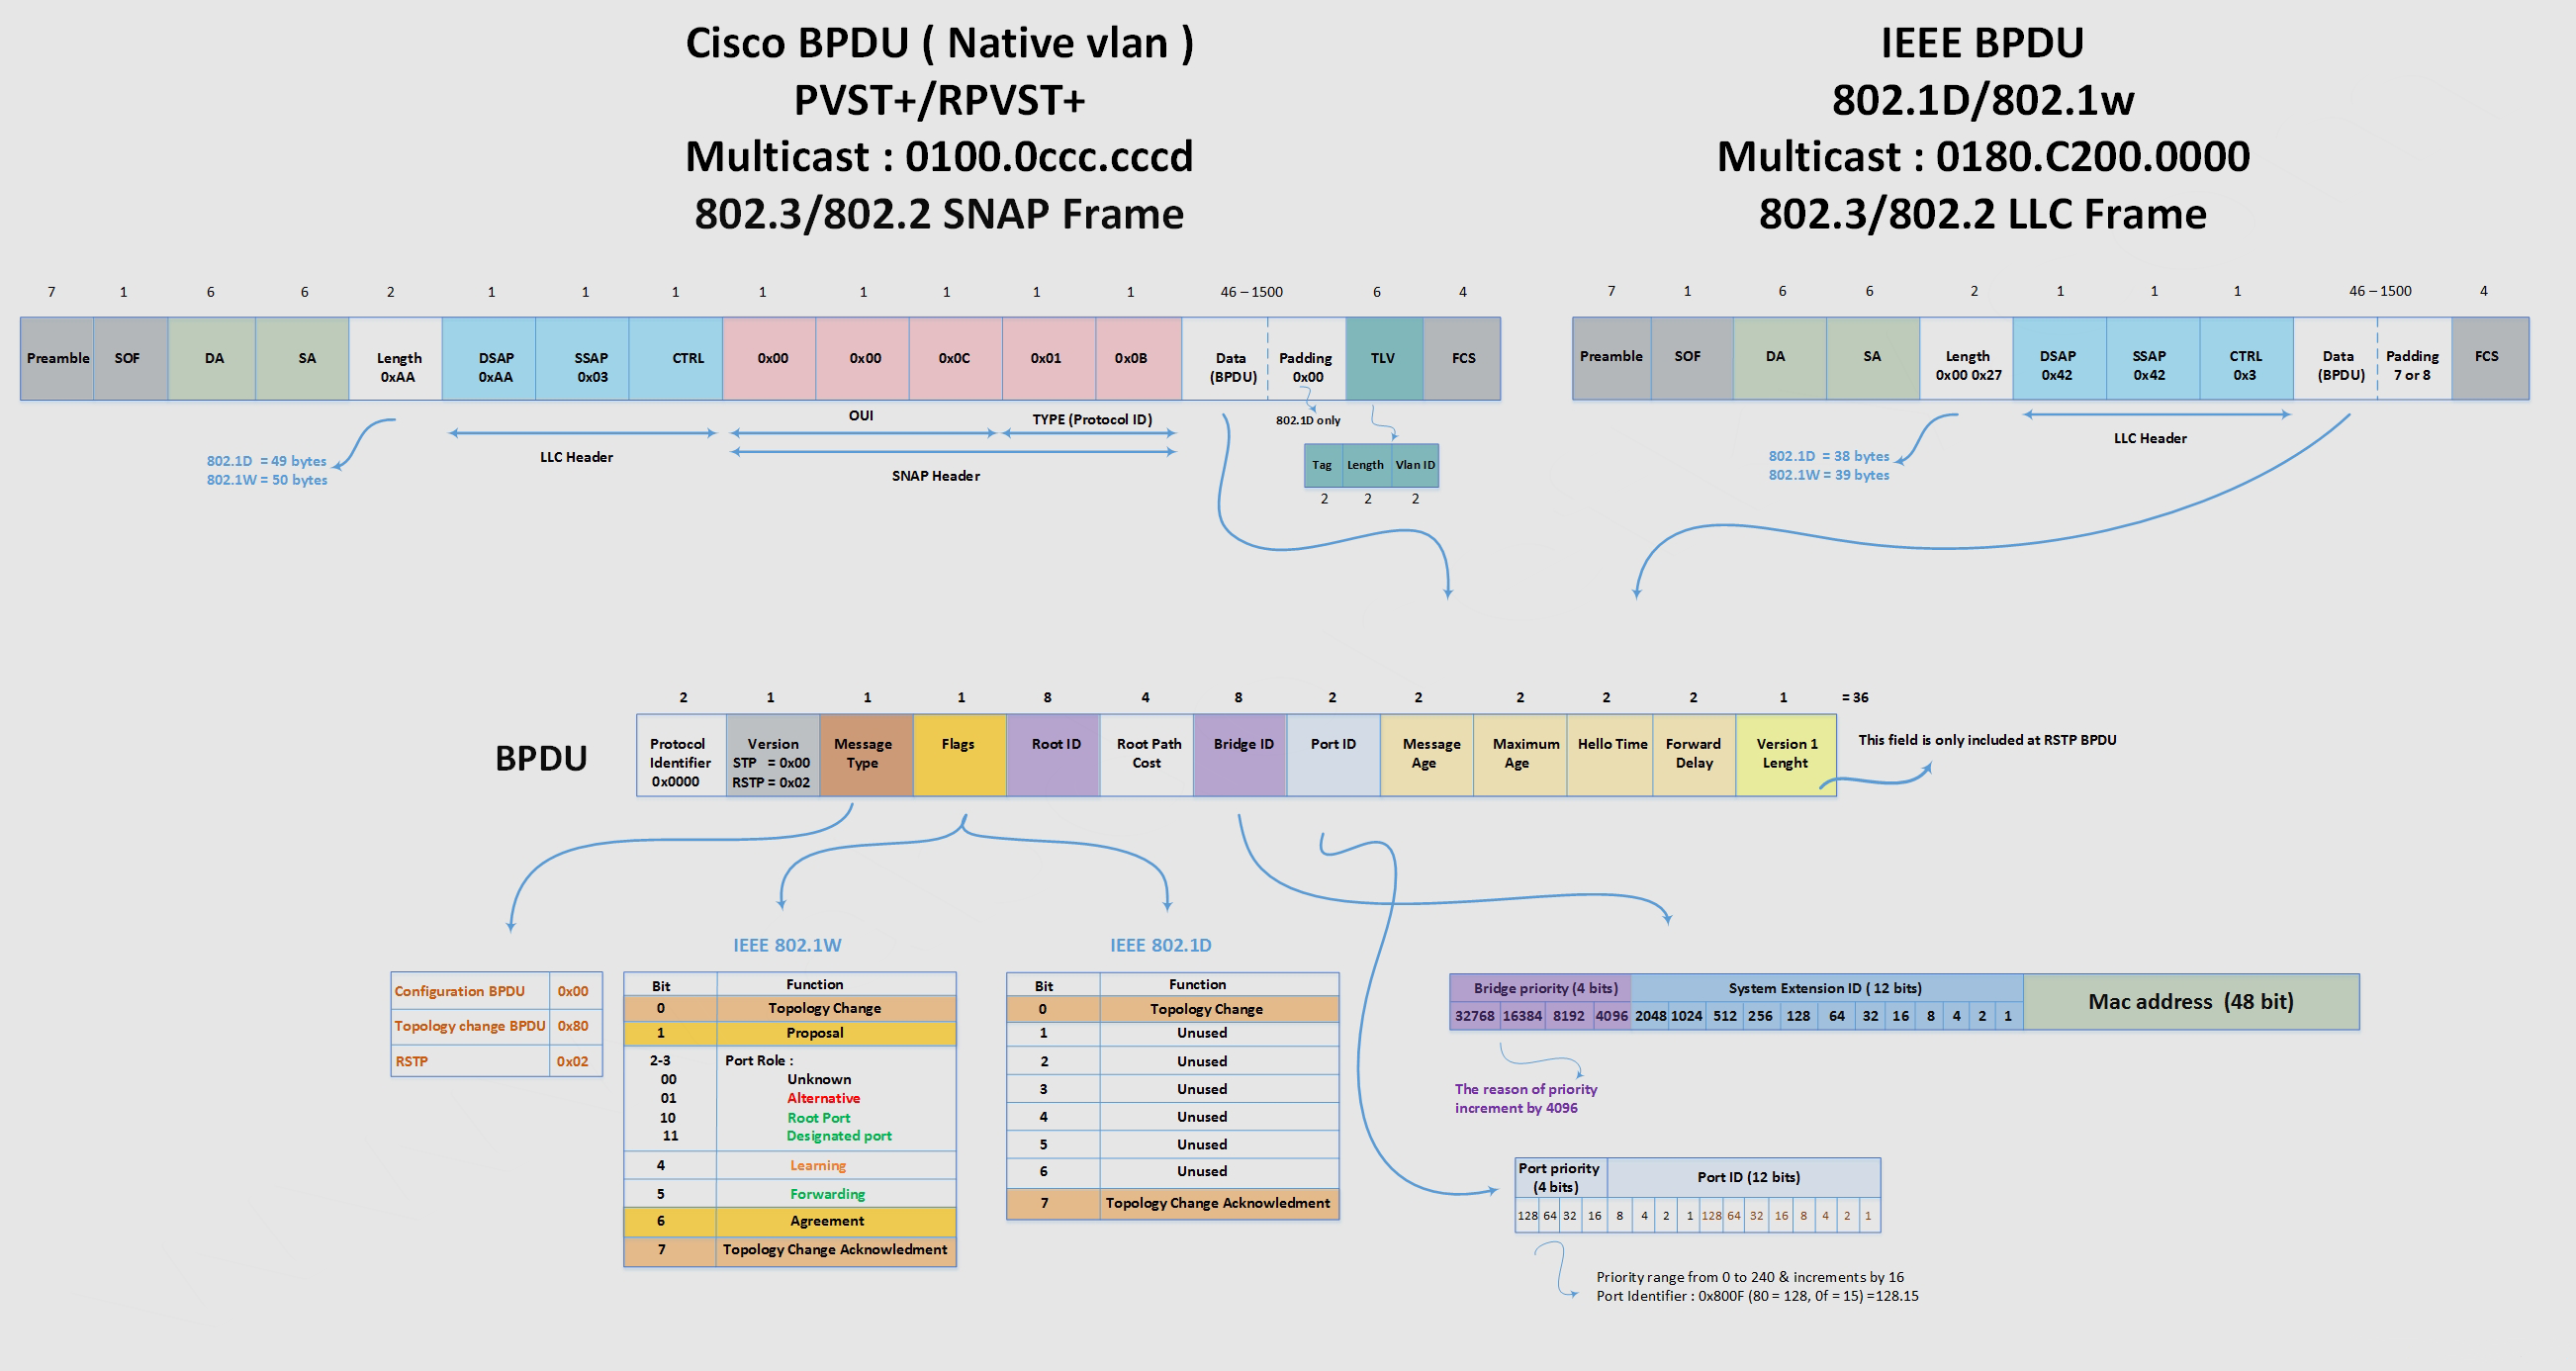 Cisco BPDU ( Native vlan )
PVST+/RPVST+
Multicast : 0100.0ccc.cccd
802.3/802.2 SNAP Frame
IEEE BPDU
802.1D/802.1w
Multicast : 0180.C200.0000
802.3/802.2 LLC Frame
7 1 6 6 2 1 1 1 1 1 1 1 1 46 – 1500 6 4
Preamble SOF DA SA Length DSAP SSAP CTRL 0x00 0x00 0x0C 0x01 0x0B Data Padding TLV FCS
0xAA 0xAA 0x03 (BPDU) 0x00
OUI
TYPE (Protocol ID)
802.1D only
LLC Header
SNAP Header
802.1D = 49 bytes
802.1W = 50 bytes
Tag Length Vlan ID
2 2 2
7 1 6 6 2 1 1 1 46 – 1500 4
Preamble SOF DA SA Length DSAP SSAP CTRL Data Padding FCS
0x00 0x27 0x42 0x42 0x3 (BPDU) 7 or 8
LLC Header
802.1D = 38 bytes
802.1W = 39 bytes
2 1 1 1 8 4 8 2 2 2 2 2 1 = 36
BPDU
Protocol Version Message Flags Root ID Root Path Bridge ID Port ID Message Maximum Hello Time Forward Version 1
Identifier STP = 0x00 Type Cost Age Age Delay Lenght
0x0000 RSTP = 0x02
This field is only included at RSTP BPDU
Configuration BPDU 0x00
Topology change BPDU 0x80
RSTP 0x02
IEEE 802.1W
Bit Function
0 Topology Change
1 Proposal
2-3 Port Role :
00 Unknown
01 Alternative
10 Root Port
11 Designated port
4 Learning
5 Forwarding
6 Agreement
7 Topology Change Acknowledment
IEEE 802.1D
Bit Function
0 Topology Change
1 Unused
2 Unused
3 Unused
4 Unused
5 Unused
6 Unused
7 Topology Change Acknowledment
Bridge priority (4 bits) System Extension ID ( 12 bits) Mac address (48 bit)
32768 16384 8192 4096 2048 1024 512 256 128 64 32 16 8 4 2 1
The reason of priority
increment by 4096
Port priority
(4 bits)
Port ID (12 bits)
128 64 32 16 8 4 2 1 128 64 32 16 8 4 2 1
Priority range from 0 to 240 & increments by 16
Port Identifier : 0x800F (80 = 128, 0f = 15) =128.15